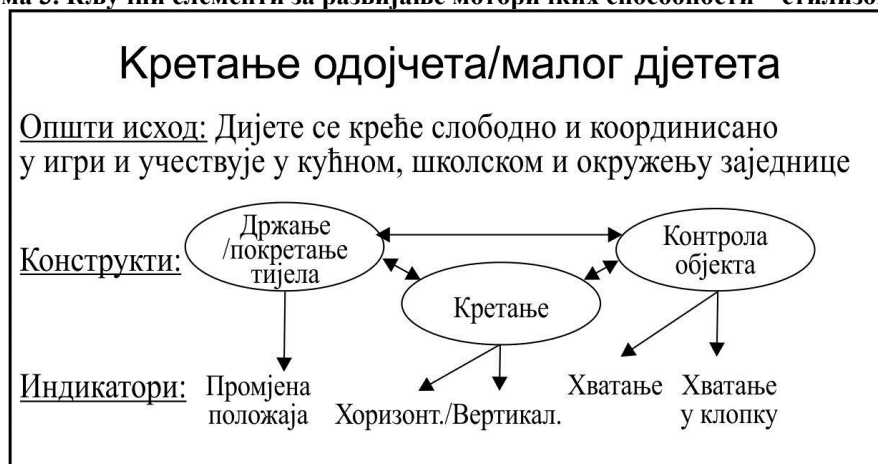 Кретање одојчета/малог дјетета
Општи исход: Дијете се креће слободно и координисано
у игри и учествује у кућном, школском и окружењу заједнице
Конструкти:
Држање
/покретање
тијела
Кретање
Контрола
објекта
Индикатори:
Промјена
положаја
Хоризонт./Вертикал.
Хватање
Хватање
у клопку